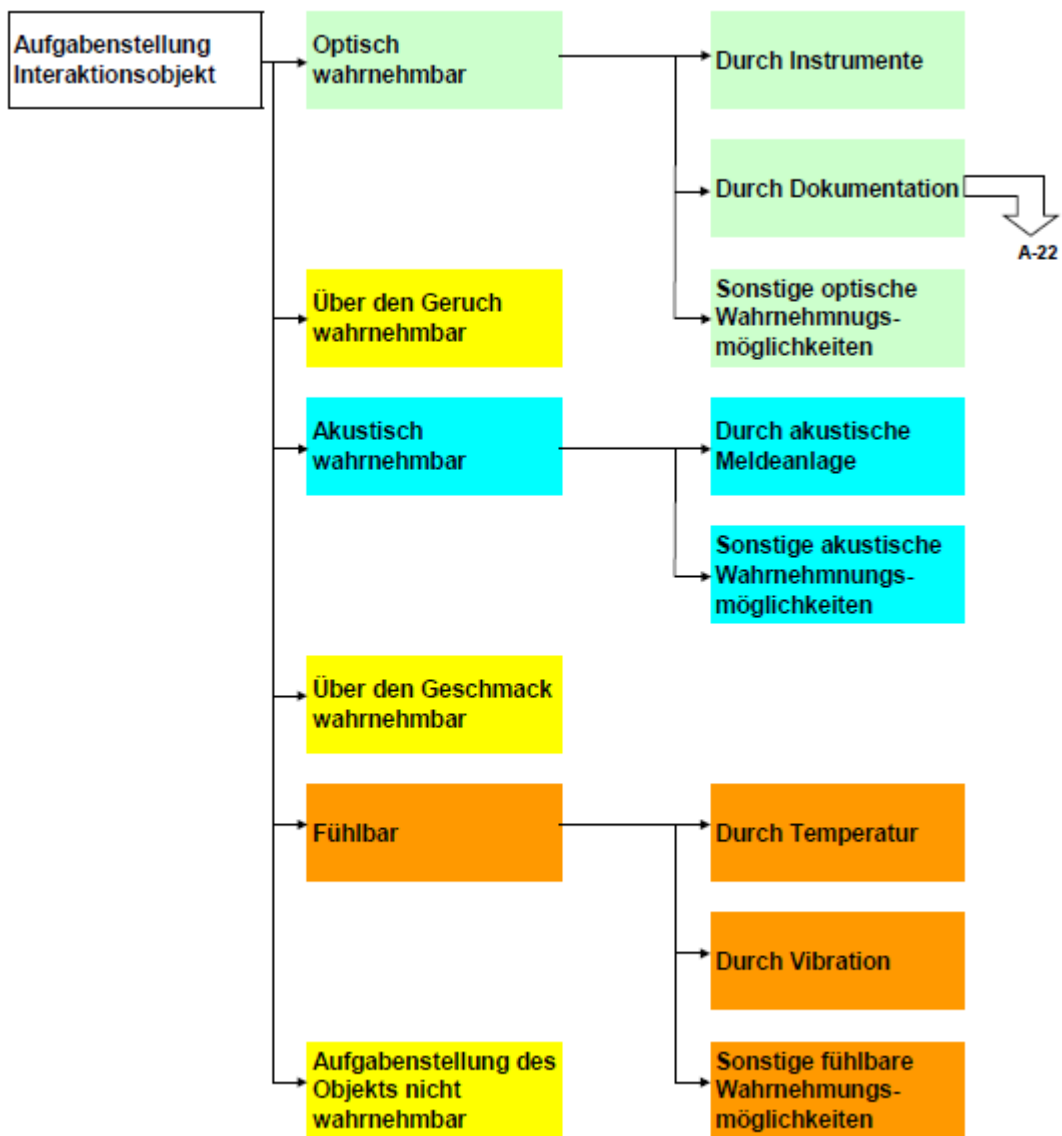 Aufgabenstellung
Interaktionsobjekt
Optisch
wahrnehmbar
Durch Instrumente
Durch Dokumentation
A-22
Sonstige optische
Wahrnehmnugs-
möglichkeiten
Über den Geruch
wahrnehmbar
Akustisch
wahrnehmbar
Durch akustische
Meldeanlage
Sonstige akustische
Wahrnehmnungs-
möglichkeiten
Über den Geschmack
wahrnehmbar
Fühlbar
Durch Temperatur
Durch Vibration
Aufgabenstellung des
Objekts nicht
wahrnehmbar
Sonstige fühlbare
Wahrnehmungs-
möglichkeiten